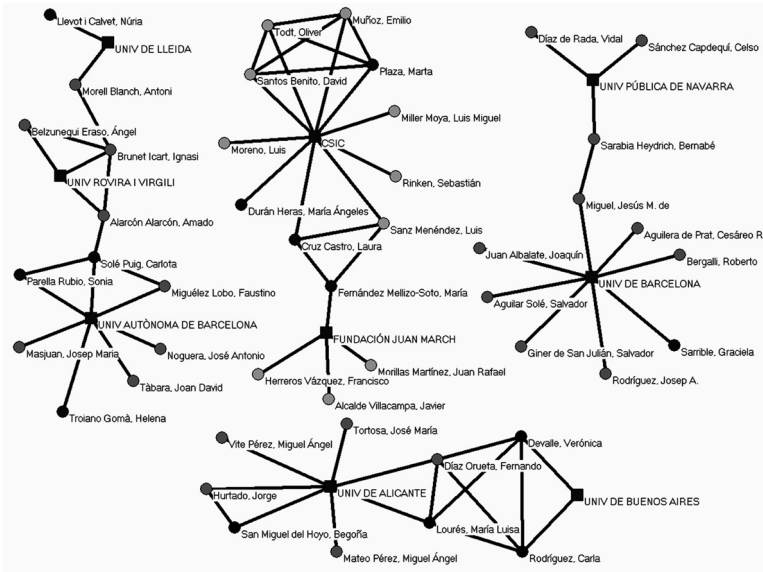 Llevot i Calvet, Núria
UNIV DE LLEIDA
Morell Blanch, Antoni
Belzunequi Eraso, Ángel
Brunet Icart, Ignasi
UNIV ROVIRA I VIRGILI
Alarcón Alarcón, Amado
Solé Puig, Carlota
Parella Rubio, Sonia
Miguélez Lobo, Faustino
UNIV AUTÒNOMA DE BARCELONA
Masjuan, Josep Maria
Noguera, José Antonio
Tàbara, Joan David
Troiano Gomà, Helena
Muñoz, Emilio
Todt, Oliver
Santos Benito, David
Plaza, Marta
Miller Moya, Luis Miguel
CSIC
Moreno, Luis
Rinken, Sebastián
Durán Heras, María Ángeles
Sanz Menéndez, Luis
Cruz Castro, Laura
Fernández Mellizo-Soto, María
FUNDACIÓN JUAN MARCH
Morillas Martínez, Juan Rafael
Herreros Vázquez, Francisco
Alcalde Villacampa, Javier
Díaz de Rada, Vidal
Sánchez Capdequí, Celso
UNIV PÚBLICA DE NAVARRA
Sarabia Heydrich, Bernabé
Miguel, Jesús M. de
Aguilera de Prat, Cesáreo R
Juan Albalate, Joaquín
Bergalli, Roberto
UNIV DE BARCELONA
Aguilar Solé, Salvador
Giner de San Julián, Salvador
Sarrible, Graciela
Rodríguez, Josep A.
Tortosa, José María
Vite Pérez, Miguel Ángel
Devalle, Verónica
Díaz Orueta, Fernando
Hurtado, Jorge
UNIV DE ALICANTE
UNIV DE BUENOS AIRES
San Miguel del Hoyo, Begoña
Lourés, María Luisa
Mateo Pérez, Miguel Ángel
Rodríguez, Carla